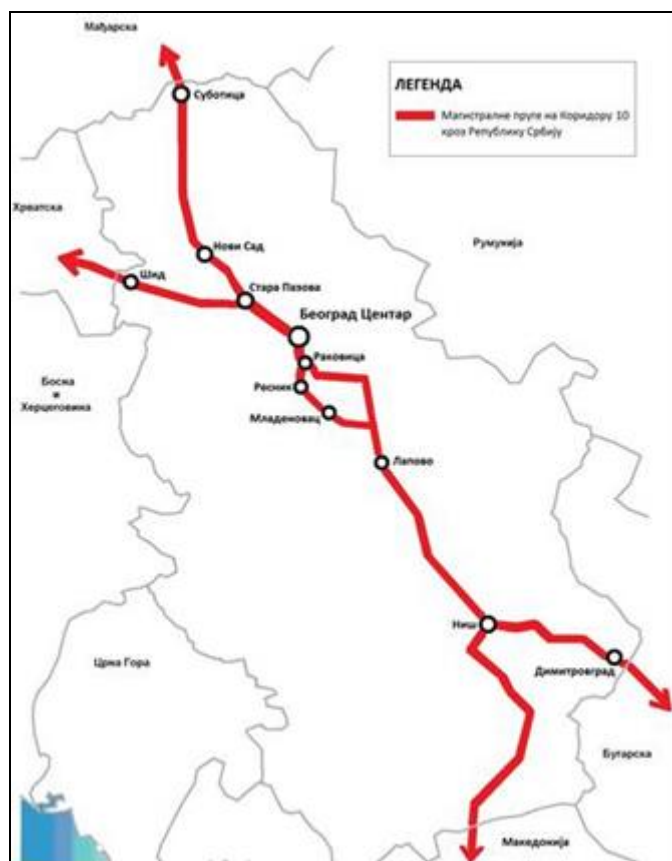 Мађарска
Суботица
ЛЕГЕНДА
Магистралне пруге на Коридору 10
кроз Републику Србију
Хрватска
Нови Сад
Румунија
Шид
Стара Пазова
Београд Центар
Раковица
Босна
и
Херцеговина
Ресник
Младеновац
Лапово
Ниш
Црна Гора
Димитровград
Бугарска
Македонија